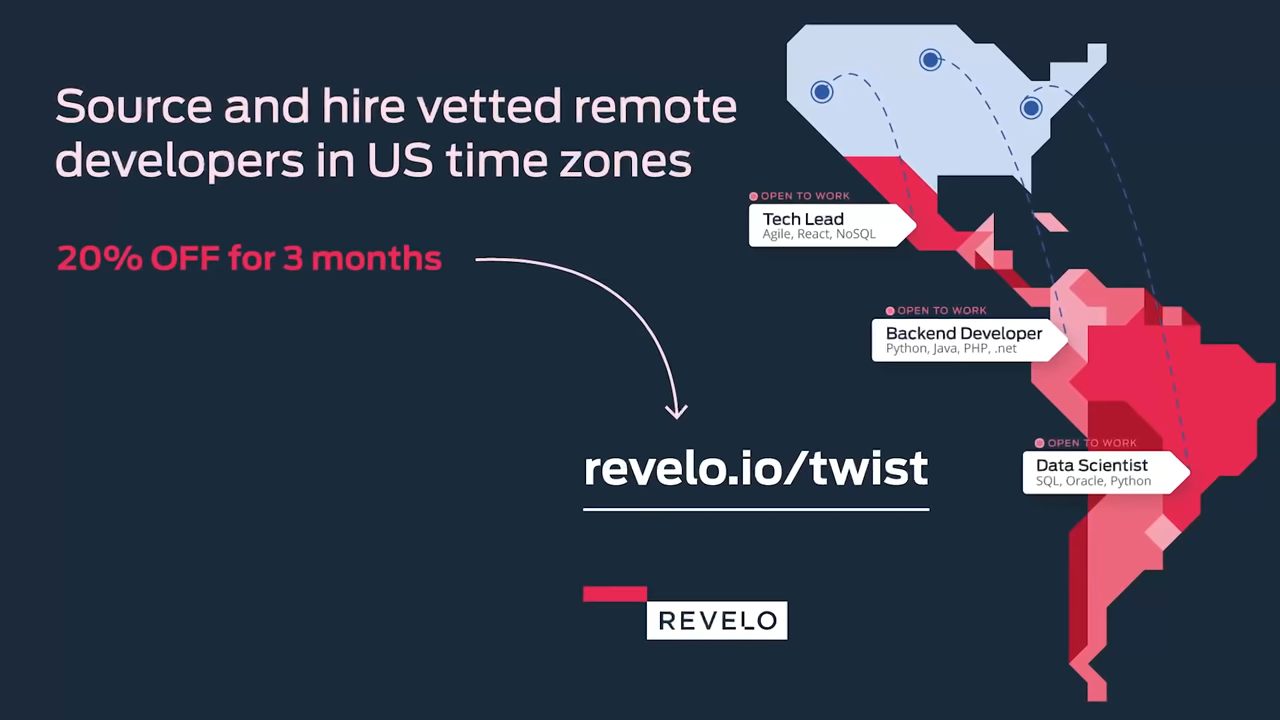 Source and hire vetted remote
developers in US time zones
20% OFF for 3 months
OPEN TO WORK
Tech Lead
Agile, React, NoSQL
OPEN TO WORK
Backend Developer
Python, Java, PHP, .net
OPEN TO WORK
Data Scientist
SQL, Oracle, Python
revelo.io/twist
REVELO